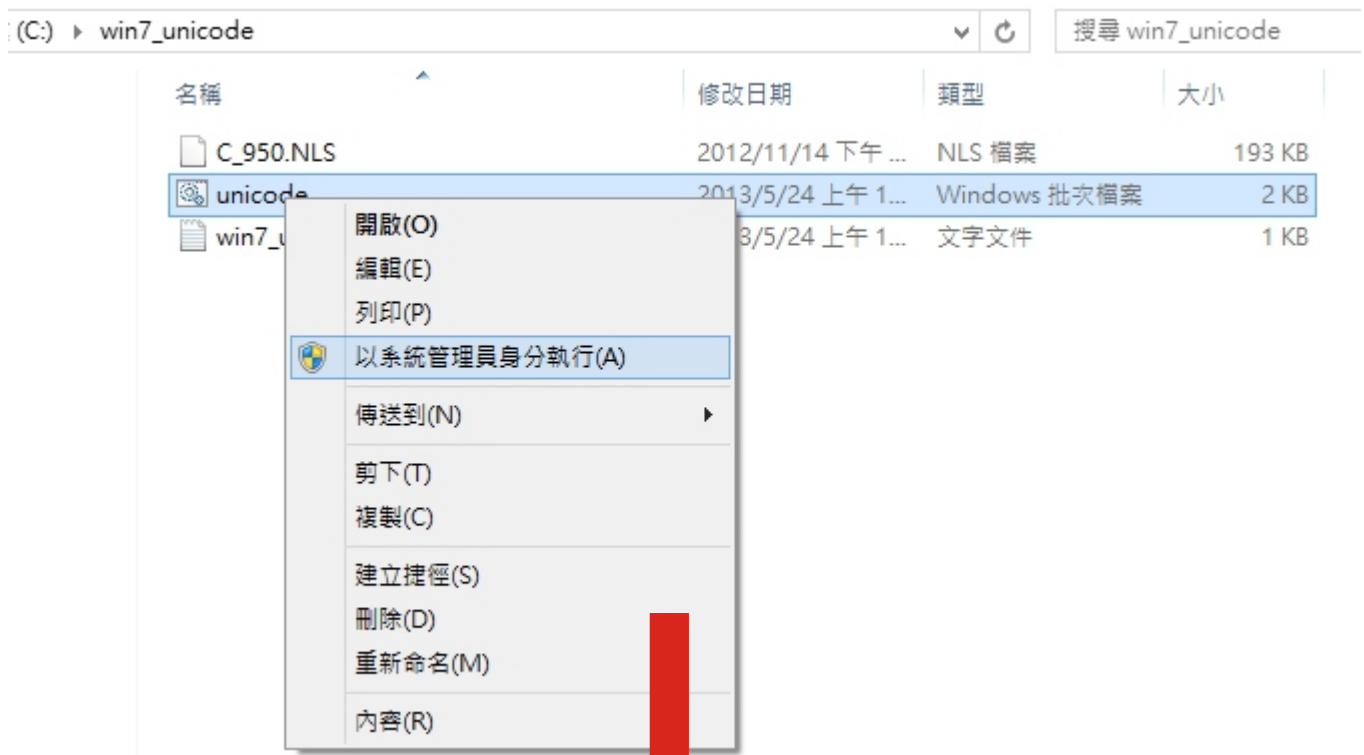 (C:) win7_unicode 搜尋 win7_unicode
名稱 修改日期 類型 大小
C_950.NLS 2012/11/14 下午 ... NLS 檔案 193 KB
unicode 2013/5/24 上午 1... Windows 批次檔案 2 KB
win7_ 3/5/24 上午 1... 文字文件 1 KB
開啟(O)
編輯(E)
列印(P)
以系統管理員身分執行(A)
傳送到(N)
剪下(T)
複製(C)
建立捷徑(S)
刪除(D)
重新命名(M)
內容(R)